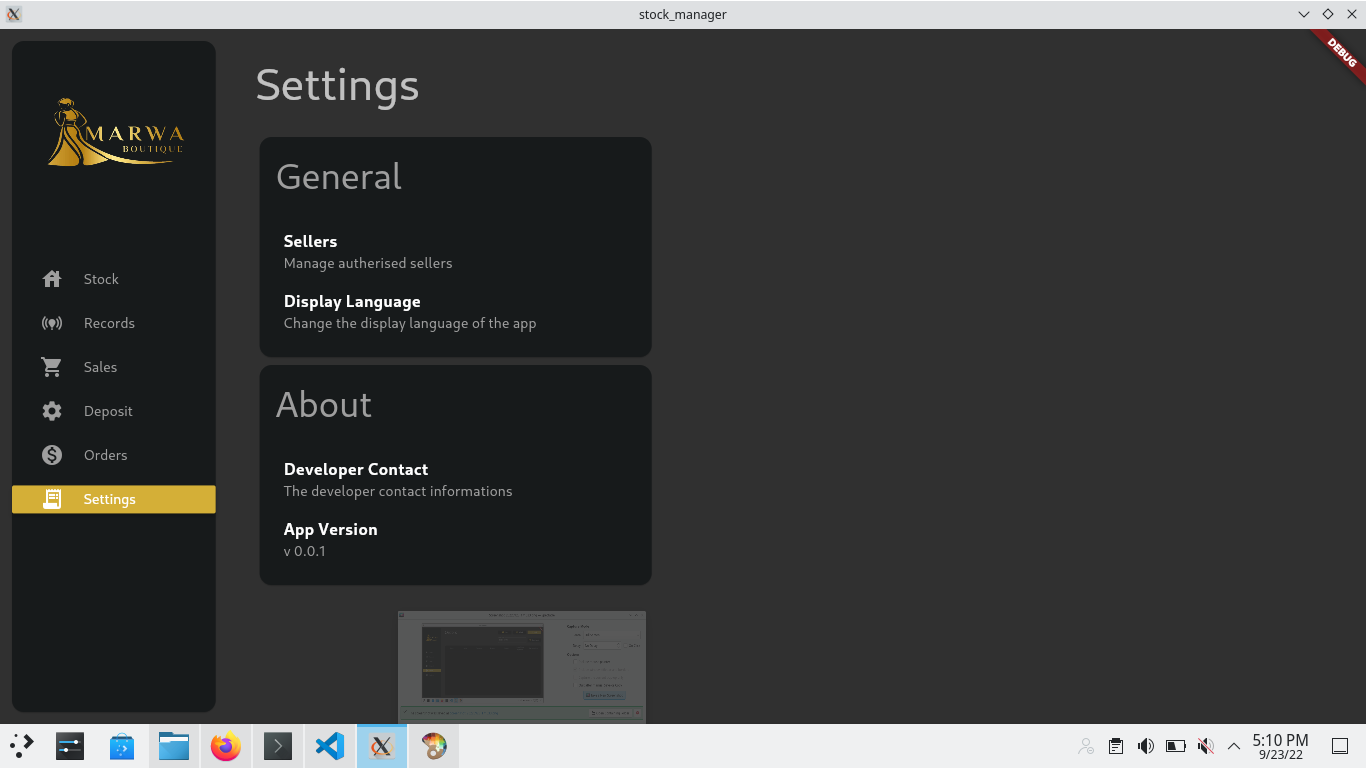 stock_manager
DEBUG
MARWA
BOUTIQUE
Stock
Records
Sales
Deposit
Orders
Settings
Settings
General
Sellers
Manage autherised sellers
Display Language
Change the display language of the app
About
Developer Contact
The developer contact informations
App Version
v 0.0.1
5:10 PM
9/23/22